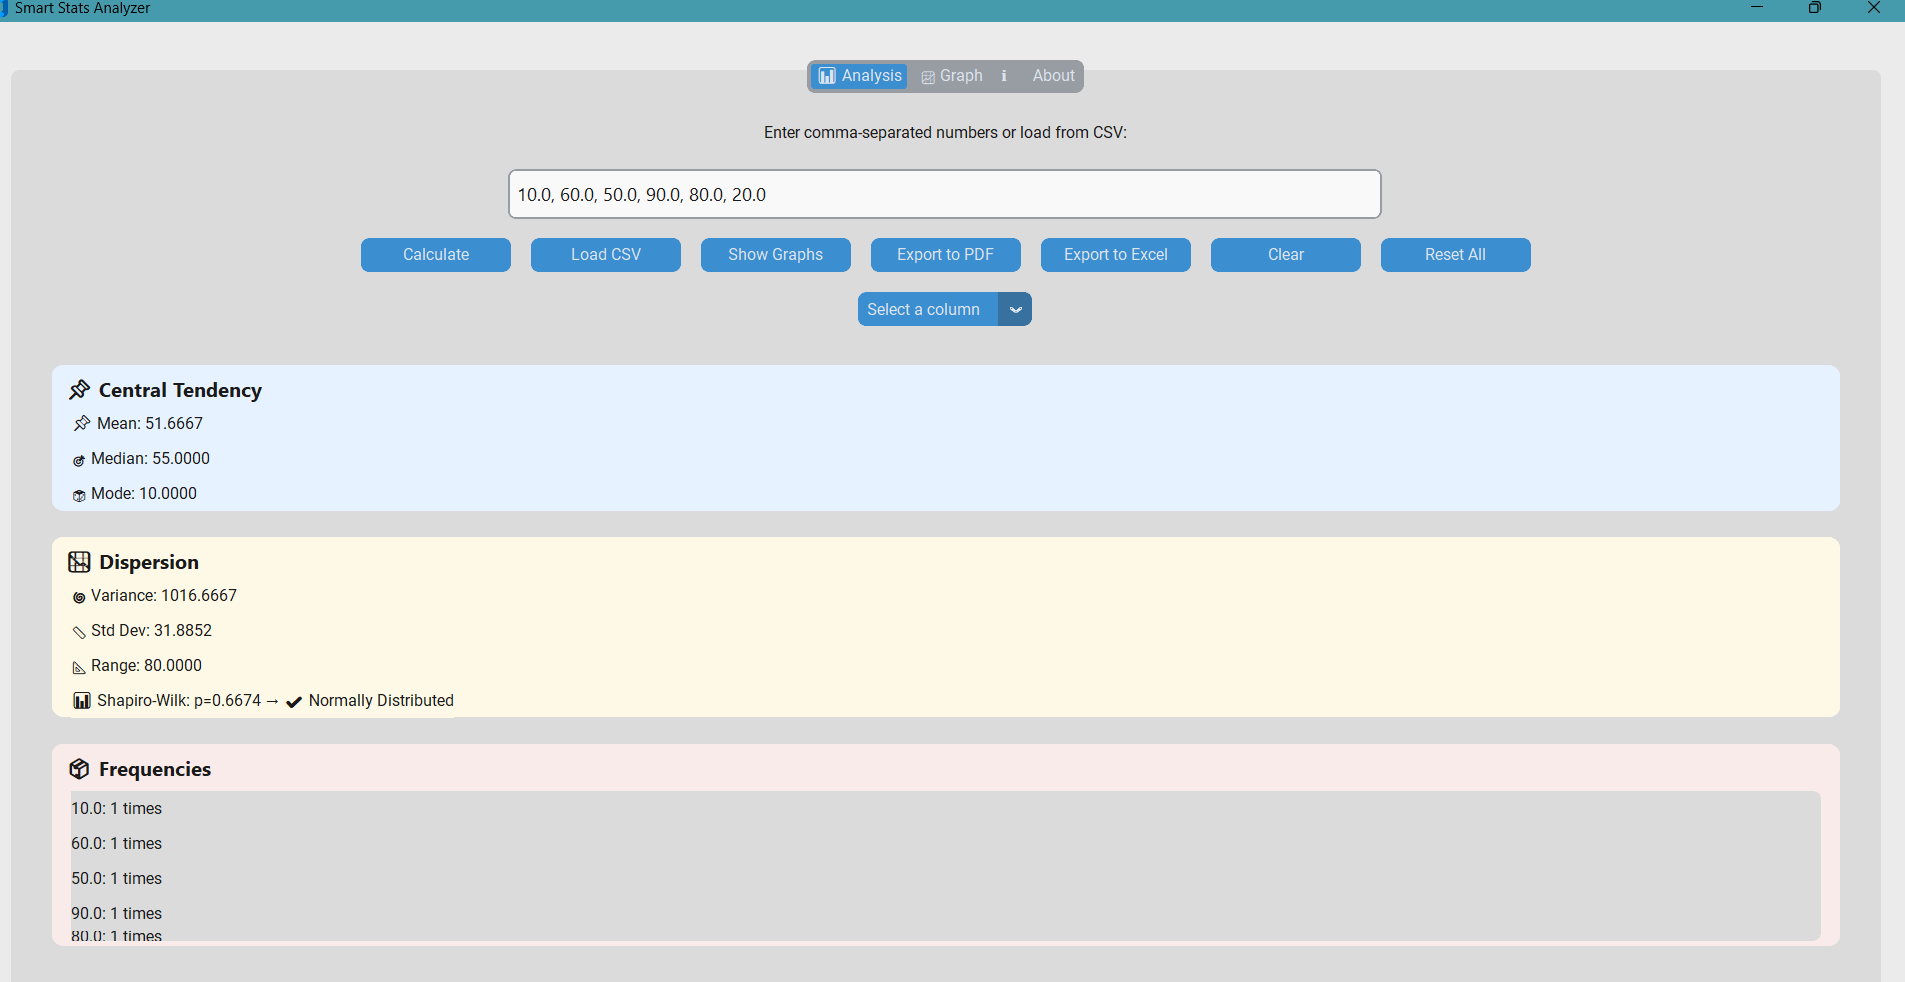 Smart Stats Analyzer
Analysis Graph i About
Enter comma-separated numbers or load from CSV:
10.0, 60.0, 50.0, 90.0, 80.0, 20.0
Calculate Load CSV Show Graphs Export to PDF Export to Excel Clear Reset All
Select a column
Central Tendency
Mean: 51.6667
Median: 55.0000
Mode: 10.0000
Dispersion
Variance: 1016.6667
Std Dev: 31.8852
Range: 80.0000
Shapiro-Wilk: p=0.6674 → ✔ Normally Distributed
Frequencies
10.0: 1 times
60.0: 1 times
50.0: 1 times
90.0: 1 times
80.0: 1 times